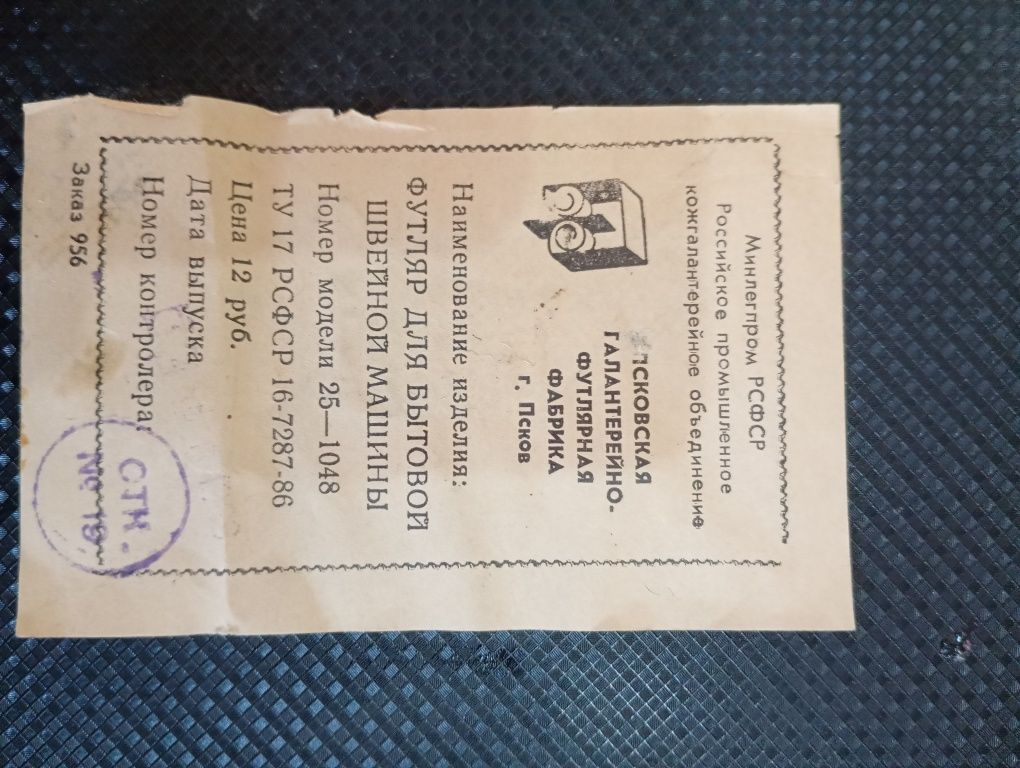 Минлегпром РСФСР
Российское промышленное
кожгалантерейное объединение
ПСКОВСКАЯ
ГАЛАНТЕРЕЙНО-
ФУТЛЯРНАЯ
ФАБРИКА
г. Псков
Наименование изделия:
ФУТЛЯР ДЛЯ БЫТОВОЙ
ШВЕЙНОЙ МАШИНЫ
Номер модели 25—1048
ТУ 17 РСФСР 16-7287-86
Цена 12 руб.
Дата выпуска
Номер контролера
СТК.
№ 19
Заказ 956